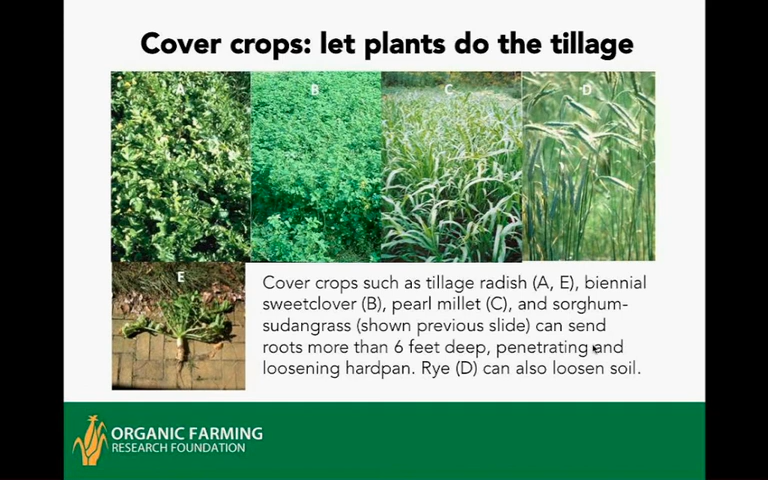 Cover crops: let plants do the tillage
A
B
C
D
E
Cover crops such as tillage radish (A, E), biennial
sweetclover (B), pearl millet (C), and sorghum-
sudangrass (shown previous slide) can send
roots more than 6 feet deep, penetrating and
loosening hardpan. Rye (D) can also loosen soil.
ORGANIC FARMING
RESEARCH FOUNDATION